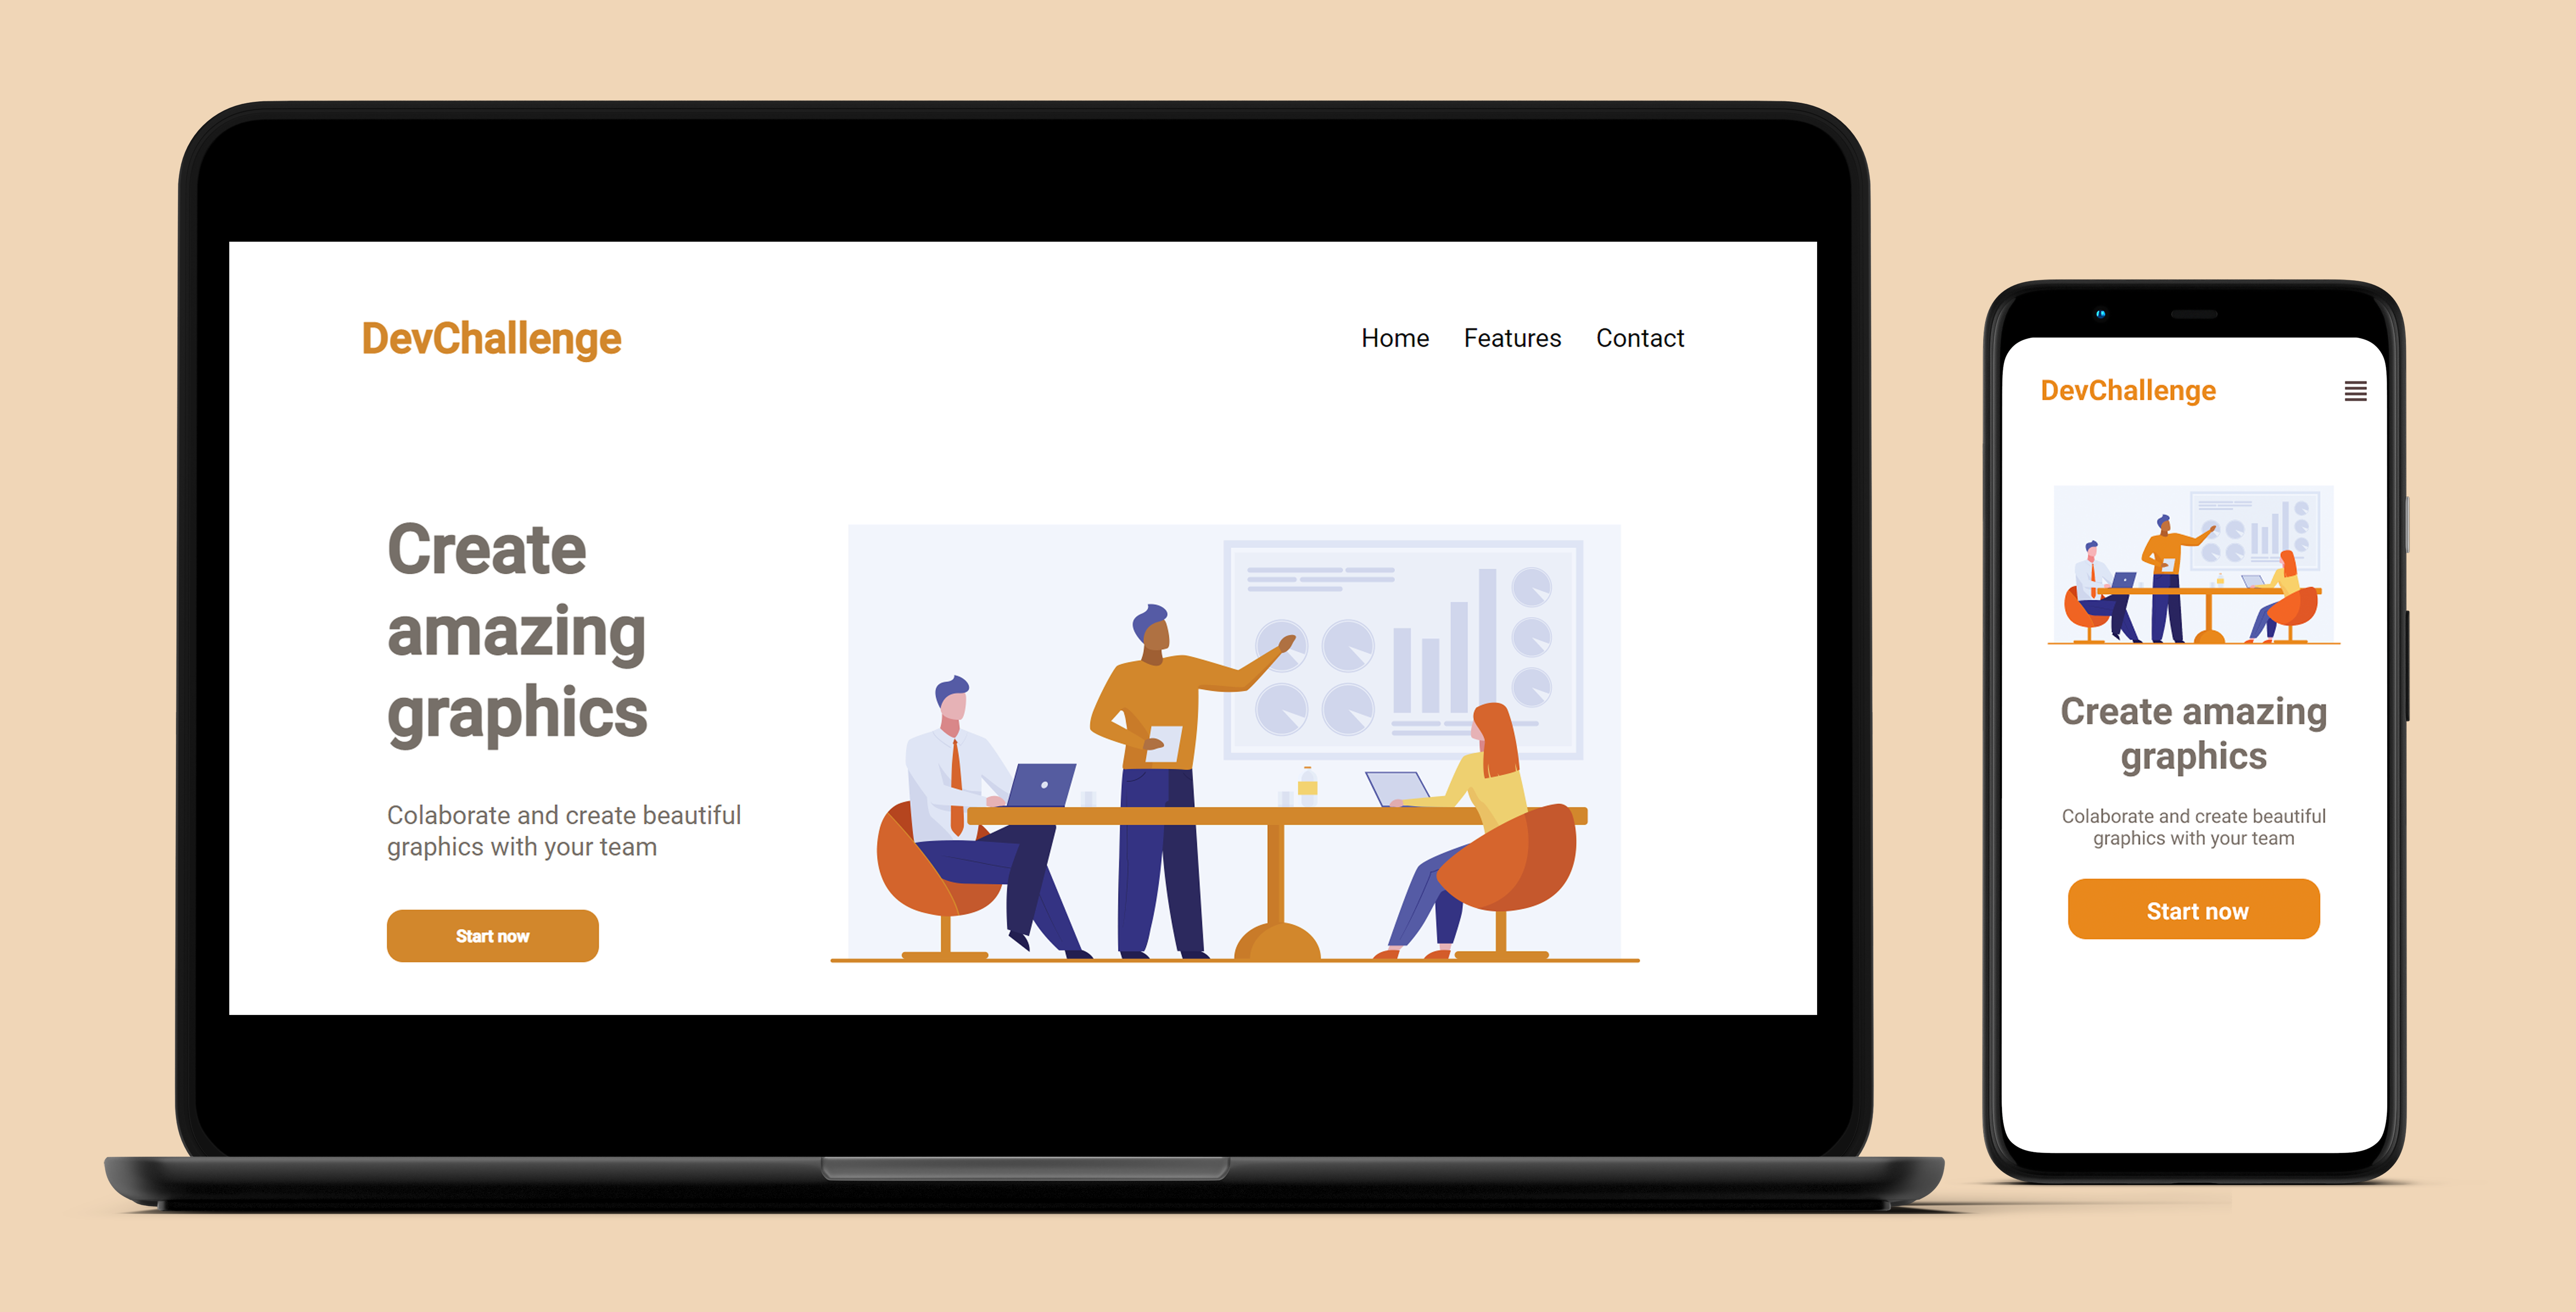 DevChallenge
Home Features Contact
Create
amazing
graphics
Colaborate and create beautiful
graphics with your team
Start now
DevChallenge
Create amazing
graphics
Colaborate and create beautiful
graphics with your team
Start now